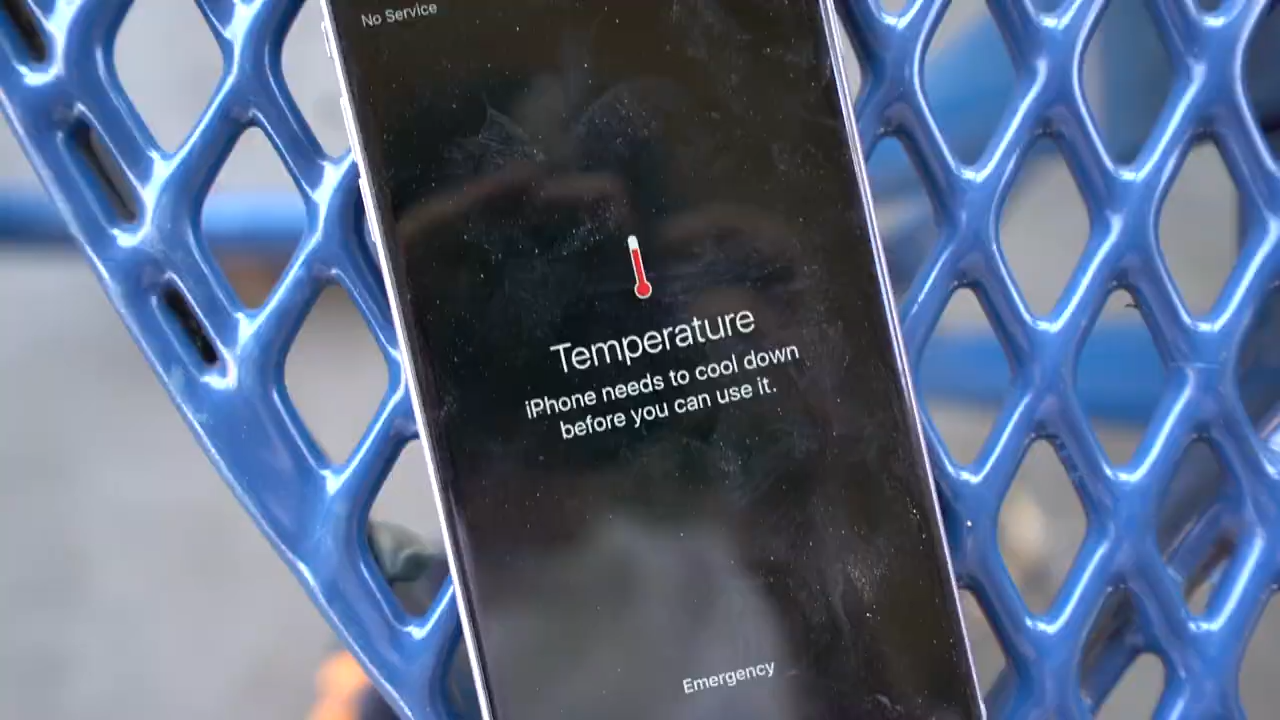 No Service
Temperature
iPhone needs to cool down
before you can use it.
Emergency